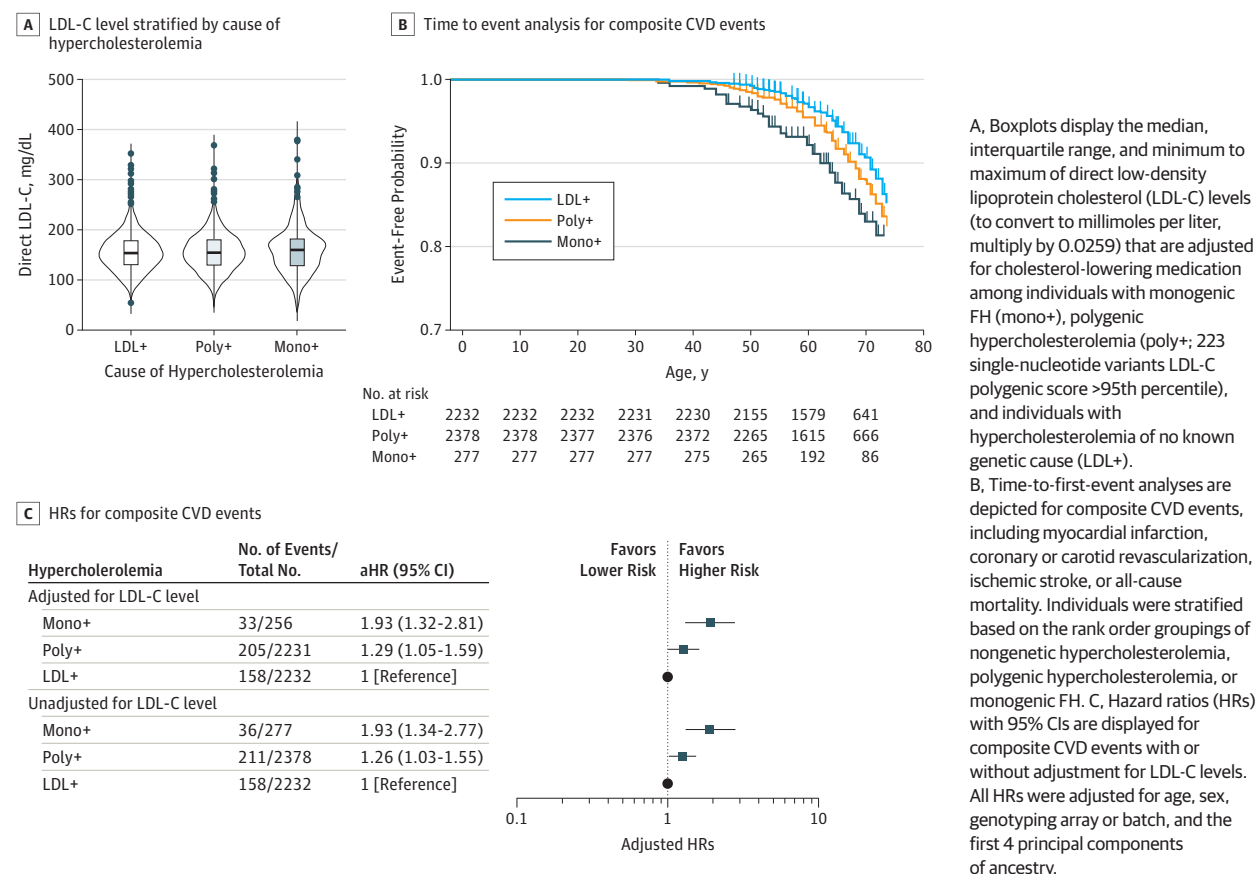 A LDL-C level stratified by cause of
hypercholesterolemia
500
400
300
200
100
0
Direct LDL-C, mg/dL
LDL+ Poly+ Mono+
Cause of Hypercholesterolemia
B Time to event analysis for composite CVD events
1.0
0.9
0.8
0.7
Event-Free Probability
LDL+
Poly+
Mono+
0 10 20 30 40 50 60 70 80
Age, y
No. at risk
LDL+ 2232 2232 2232 2231 2230 2155 1579 641
Poly+ 2378 2378 2377 2376 2372 2265 1615 666
Mono+ 277 277 277 277 275 265 192 86
C HRs for composite CVD events
Hypercholerolemia No. of Events/
Total No. aHR (95% CI)
Favors
Lower Risk
Favors
Higher Risk
Adjusted for LDL-C level
Mono+ 33/256 1.93 (1.32-2.81)
Poly+ 205/2231 1.29 (1.05-1.59)
LDL+ 158/2232 1 [Reference]
Unadjusted for LDL-C level
Mono+ 36/277 1.93 (1.34-2.77)
Poly+ 211/2378 1.26 (1.03-1.55)
LDL+ 158/2232 1 [Reference]
0.1 1 10
Adjusted HRs
A, Boxplots display the median,
interquartile range, and minimum to
maximum of direct low-density
lipoprotein cholesterol (LDL-C) levels
(to convert to millimoles per liter,
multiply by 0.0259) that are adjusted
for cholesterol-lowering medication
among individuals with monogenic
FH (mono+), polygenic
hypercholesterolemia (poly+; 223
single-nucleotide variants LDL-C
polygenic score >95th percentile),
and individuals with
hypercholesterolemia of no known
genetic cause (LDL+).
B, Time-to-first-event analyses are
depicted for composite CVD events,
including myocardial infarction,
coronary or carotid revascularization,
ischemic stroke, or all-cause
mortality. Individuals were stratified
based on the rank order groupings of
nongenetic hypercholesterolemia,
polygenic hypercholesterolemia, or
monogenic FH. C, Hazard ratios (HRs)
with 95% CIs are displayed for
composite CVD events with or
without adjustment for LDL-C levels.
All HRs were adjusted for age, sex,
genotyping array or batch, and the
first 4 principal components
of ancestry.